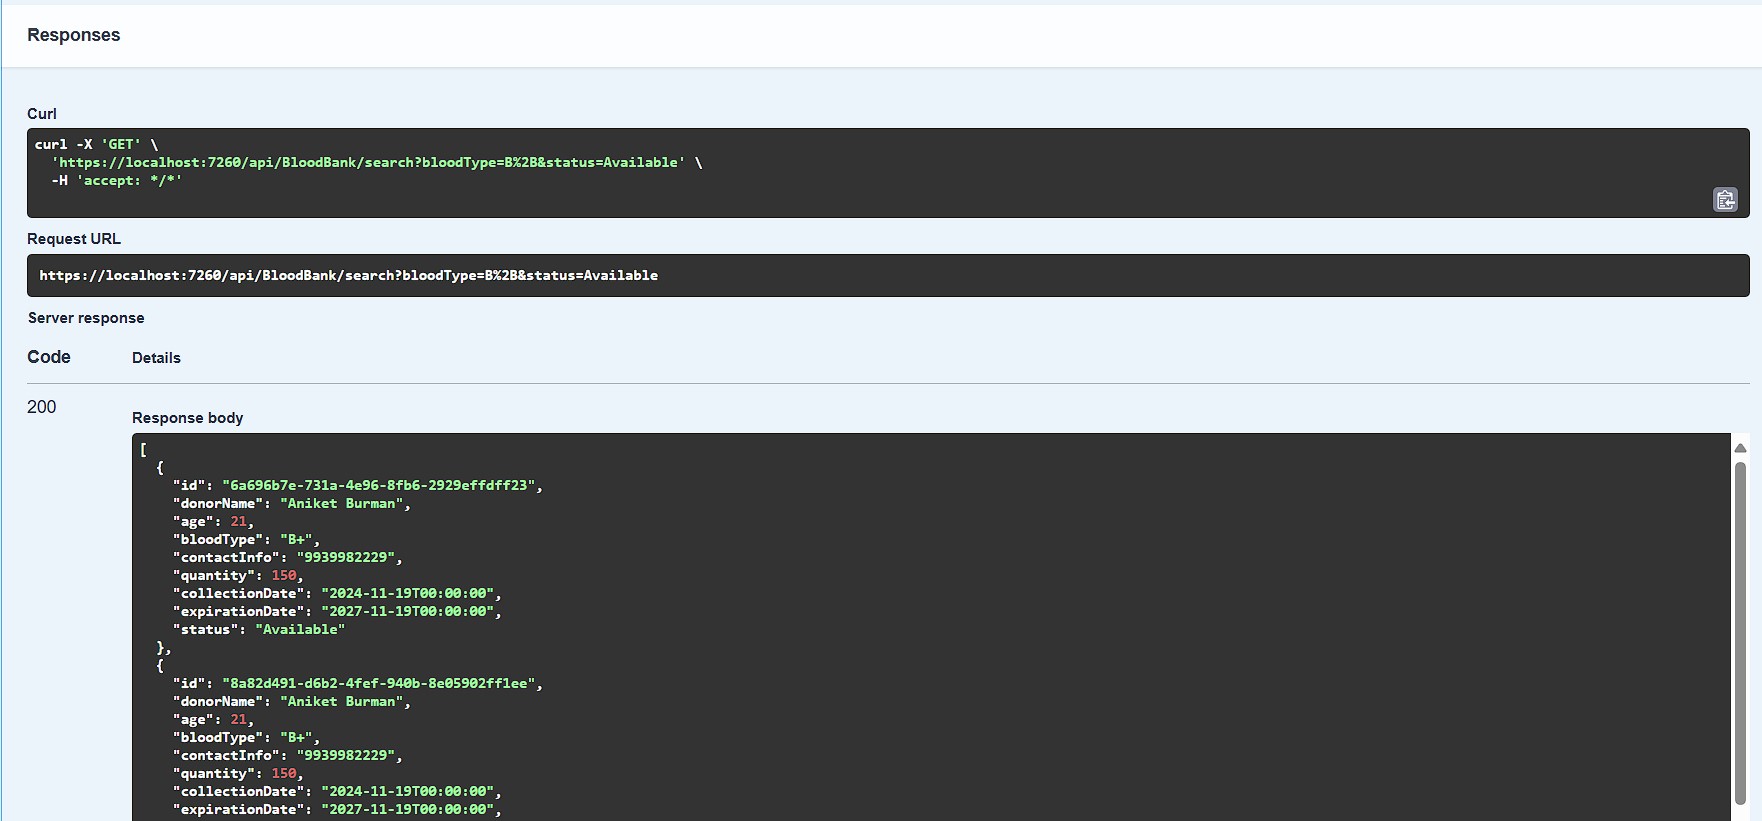 Responses
Curl
curl -X 'GET' \
  'https://localhost:7260/api/BloodBank/search?bloodType=B%2B&status=Available' \
  -H 'accept: */*'
Request URL
https://localhost:7260/api/BloodBank/search?bloodType=B%2B&status=Available
Server response
Code Details
200
Response body
[
  {
    "id": "6a696b7e-731a-4e96-8fb6-2929effdff23",
    "donorName": "Aniket Burman",
    "age": 21,
    "bloodType": "B+",
    "contactInfo": "9939982229",
    "quantity": 150,
    "collectionDate": "2024-11-19T00:00:00",
    "expirationDate": "2027-11-19T00:00:00",
    "status": "Available"
  },
  {
    "id": "8a82d491-d6b2-4fef-940b-8e05902ff1ee",
    "donorName": "Aniket Burman",
    "age": 21,
    "bloodType": "B+",
    "contactInfo": "9939982229",
    "quantity": 150,
    "collectionDate": "2024-11-19T00:00:00",
    "expirationDate": "2027-11-19T00:00:00",